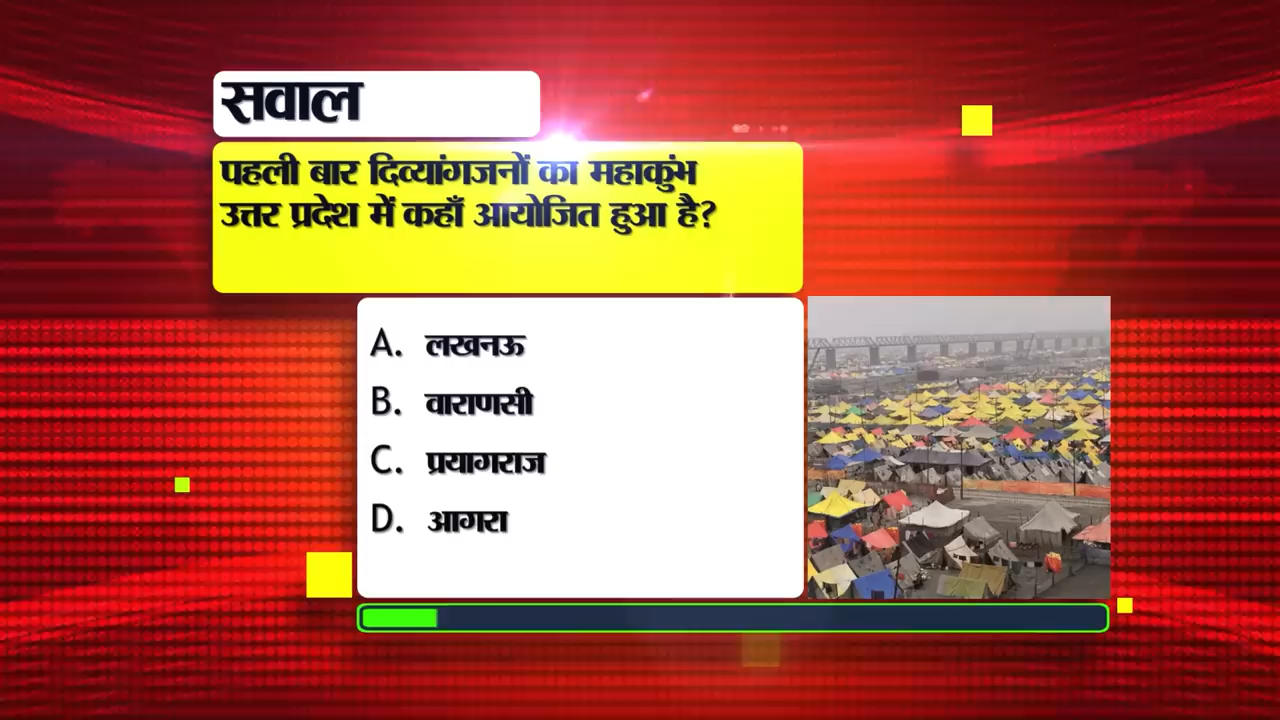 सवाल
पहली बार दिव्यांगजनों का महाकुंभ
उत्तर प्रदेश में कहाँ आयोजित हुआ है?
A. लखनऊ
B. वाराणसी
C. प्रयागराज
D. आगरा